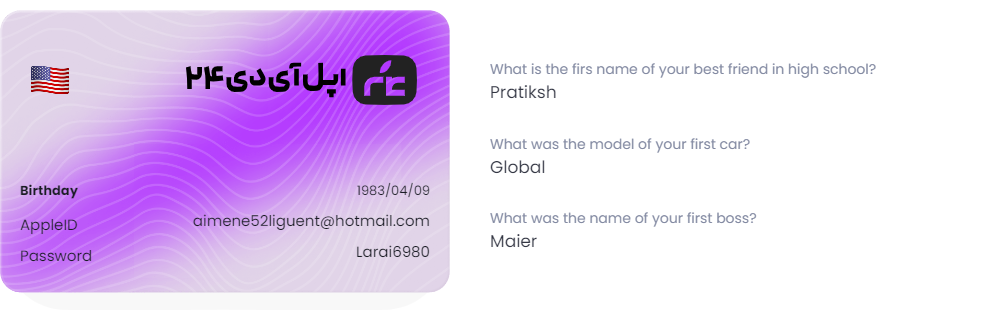 اپل‌آی‌دی۲۴
Birthday 1983/04/09
AppleID aimene52liguent@hotmail.com
Password Larai6980
What is the firs name of your best friend in high school?
Pratiksh
What was the model of your first car?
Global
What was the name of your first boss?
Maier